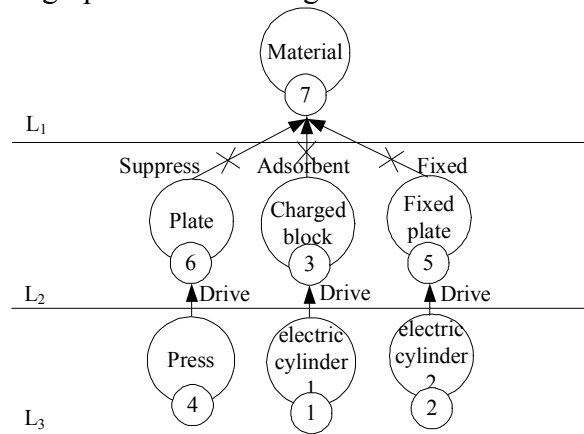 Material
7
L1
Suppress Adsorbent Fixed
Plate Charged block Fixed plate
6 3 5
L2
Drive Drive Drive
Press electric cylinder 1 electric cylinder 2
4 1 2
L3